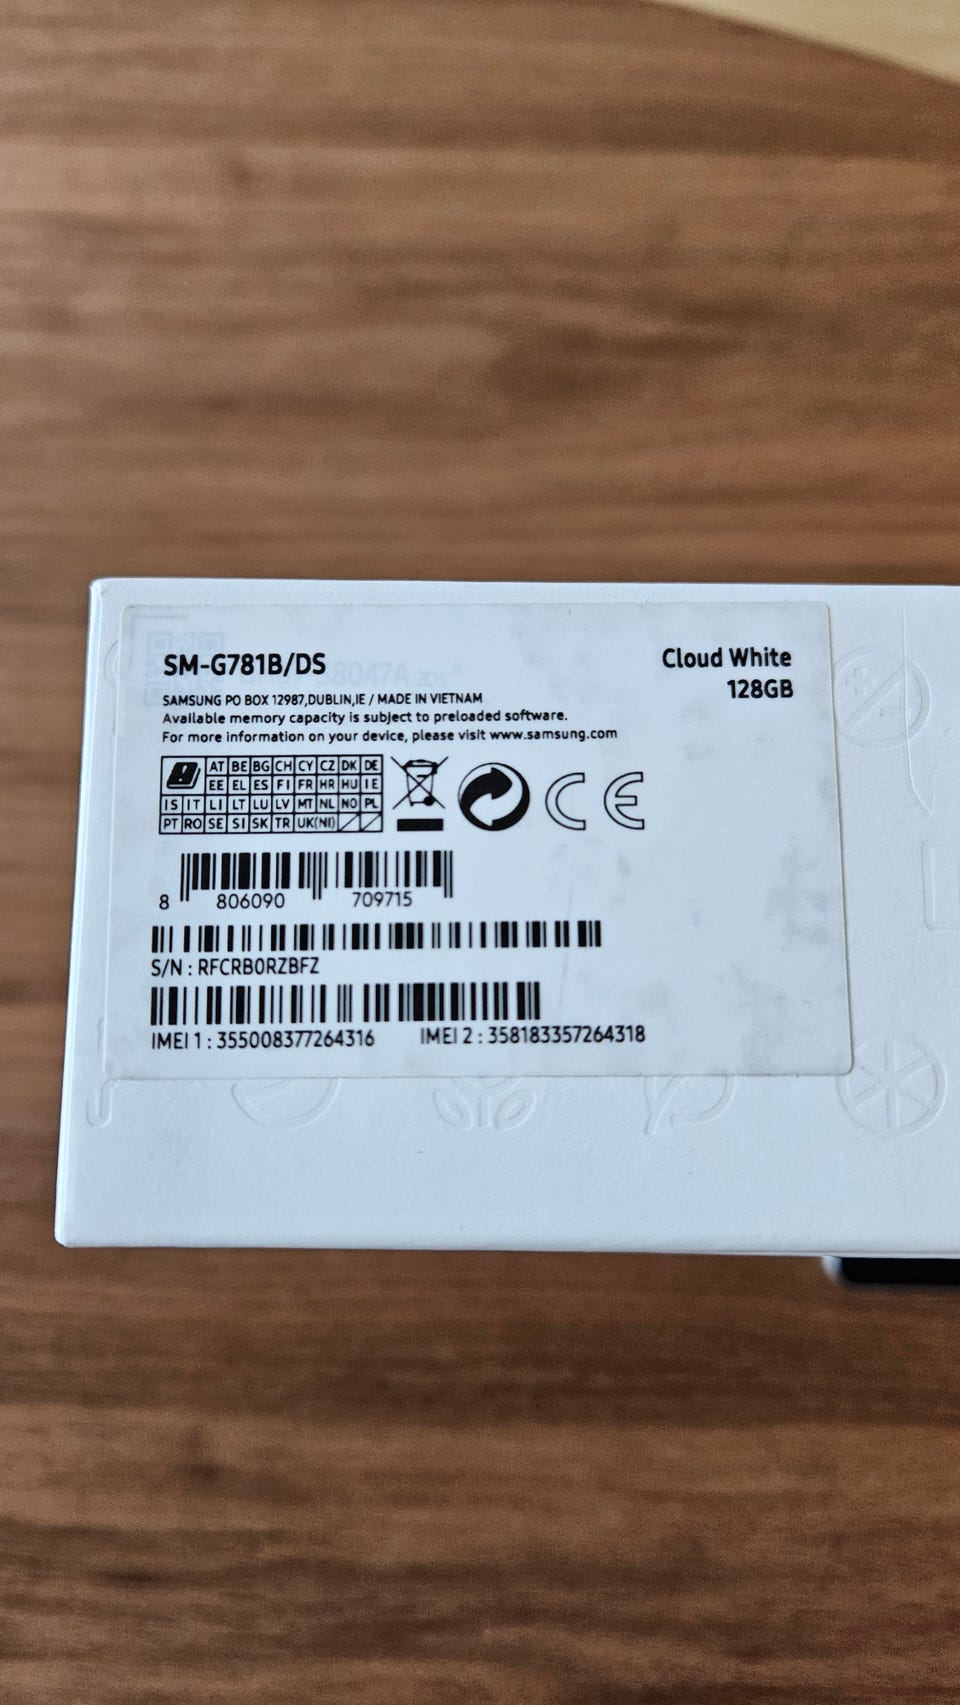 SM-G781B/DS
Cloud White
128GB
SAMSUNG PO BOX 12987,DUBLIN,IE / MADE IN VIETNAM
Available memory capacity is subject to preloaded software.
For more information on your device, please visit www.samsung.com
AT BE BG CH CY CZ DK DE
EE EL ES FI FR HR HU IE
IS IT LI LT LU LV MT NL NO PL
PT RO SE SI SK TR UK(NI)
CE
8 806090 709715
S/N : RFCRB0RZBFZ
IMEI 1 : 355008377264316 IMEI 2 : 358183357264318